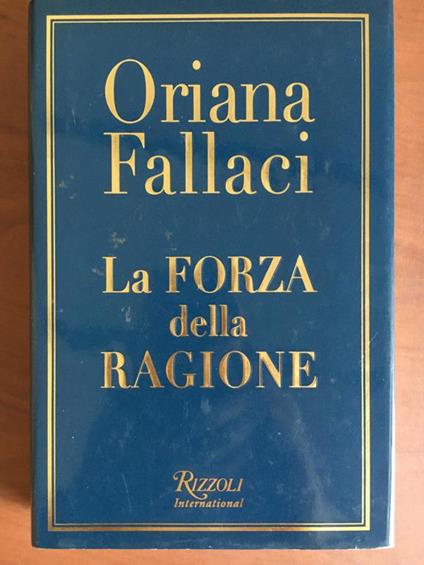 Oriana
Fallaci
La FORZA
della
RAGIONE
RIZZOLI
International